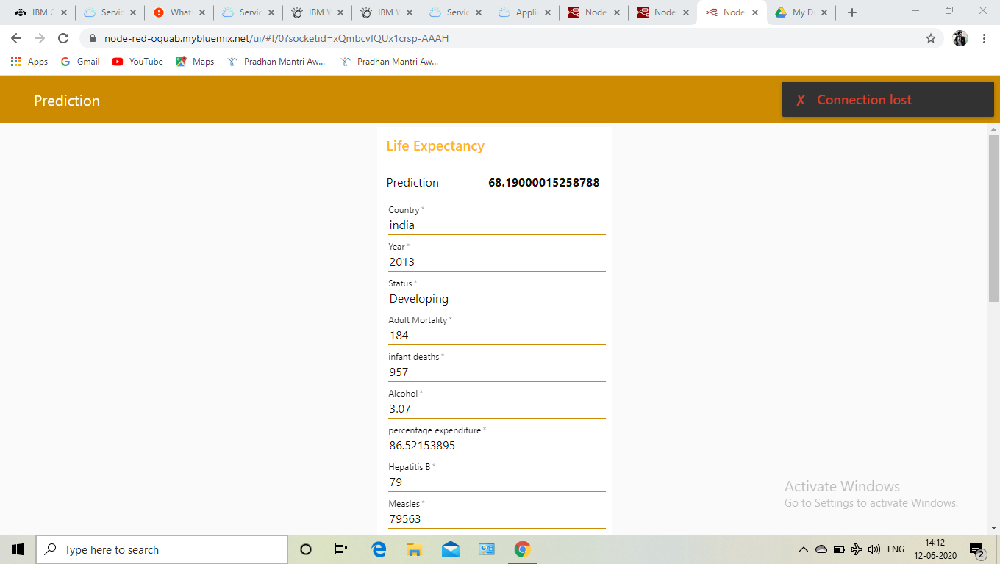 IBM C
Servic
What
Servic
IBM W
IBM W
Servic
Applic
Node
Node
Node
My D
node-red-oquab.mybluemix.net/ui/#!/0?socketid=xQmbcvfQUx1crsp-AAAH
Apps
Gmail
YouTube
Maps
Pradhan Mantri Aw...
Pradhan Mantri Aw...
Prediction
✗ Connection lost
Life Expectancy
Prediction 68.19000015258788
Country *
india
Year *
2013
Status *
Developing
Adult Mortality *
184
infant deaths *
957
Alcohol *
3.07
percentage expenditure *
86.52153895
Hepatitis B *
79
Measles *
79563
Activate Windows
Go to Settings to activate Windows.
Type here to search
ENG
14:12
12-06-2020
2